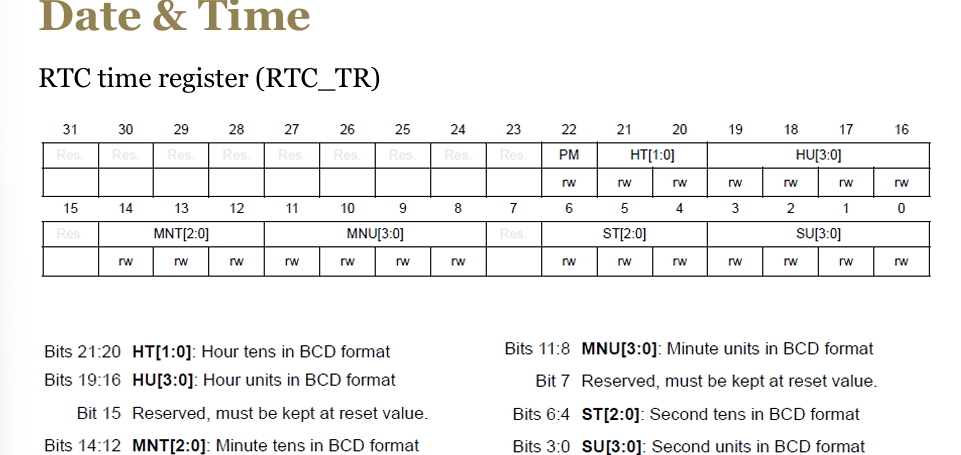 Date & Time
RTC time register (RTC_TR)
31 30 29 28 27 26 25 24 23 22 21 20 19 18 17 16
Res. Res. Res. Res. Res. Res. Res. Res. Res. PM HT[1:0] HU[3:0]
rw rw rw rw rw rw rw
15 14 13 12 11 10 9 8 7 6 5 4 3 2 1 0
Res. MNT[2:0] MNU[3:0] Res. ST[2:0] SU[3:0]
rw rw rw rw rw rw rw rw rw rw rw rw rw rw
Bits 21:20 HT[1:0]: Hour tens in BCD format
Bits 19:16 HU[3:0]: Hour units in BCD format
Bit 15 Reserved, must be kept at reset value.
Bits 14:12 MNT[2:0]: Minute tens in BCD format
Bits 11:8 MNU[3:0]: Minute units in BCD format
Bit 7 Reserved, must be kept at reset value.
Bits 6:4 ST[2:0]: Second tens in BCD format
Bits 3:0 SU[3:0]: Second units in BCD format